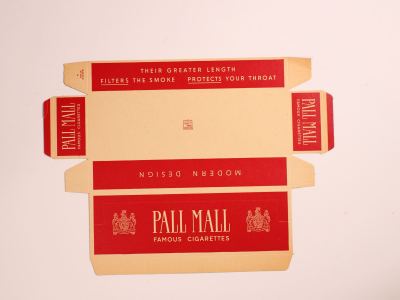 THEIR GREATER LENGTH
FILTERS THE SMOKE PROTECTS YOUR THROAT
PALL MALL
FAMOUS CIGARETTES
PALL MALL
FAMOUS CIGARETTES
MODERN DESIGN
PALL MALL
FAMOUS CIGARETTES